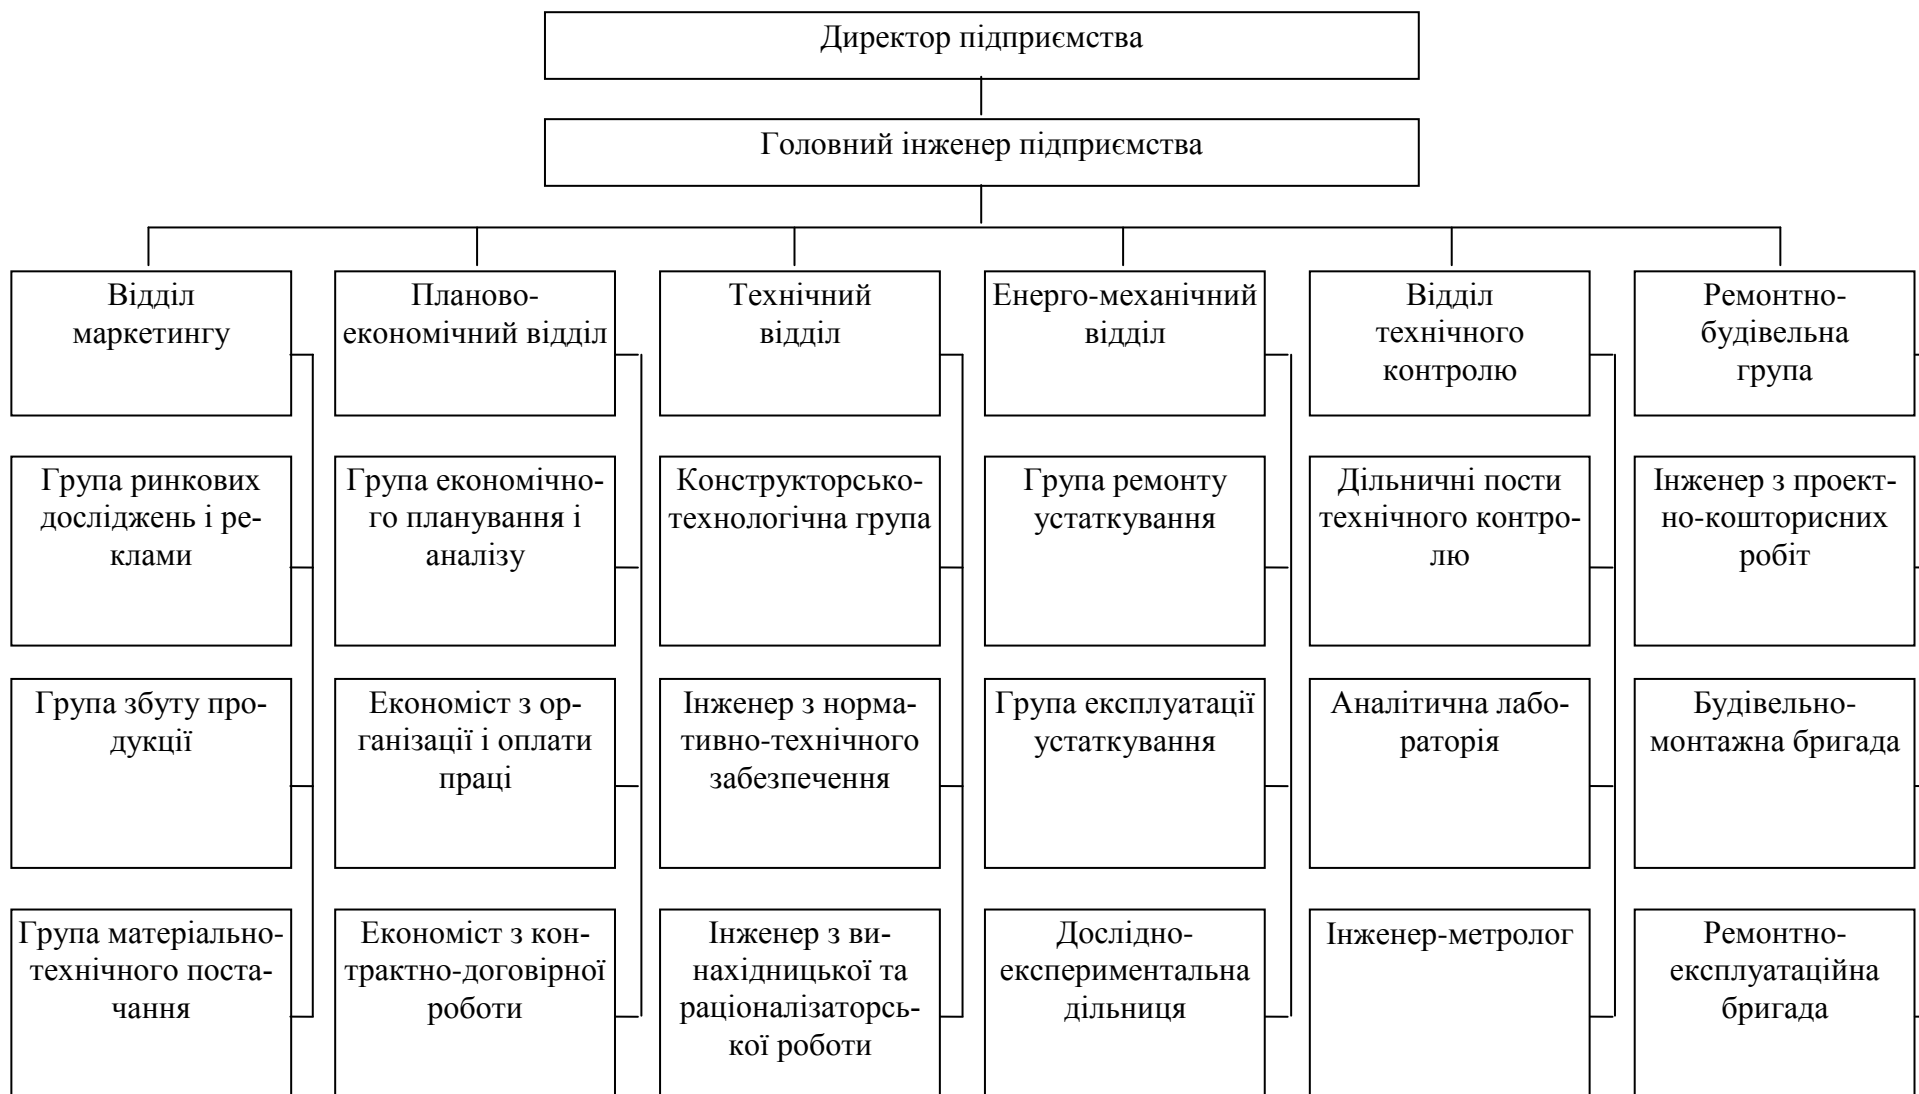 Директор підприємства
Головний інженер підприємства
Відділ
маркетингу
Планово-
економічний відділ
Технічний
відділ
Енерго-механічний
відділ
Відділ
технічного
контролю
Ремонтно-
будівельна
група
Група ринкових
досліджень і ре-
клами
Група економічно-
го планування і
аналізу
Конструкторсько-
технологічна група
Група ремонту
устаткування
Дільничні пости
технічного контро-
лю
Інженер з проект-
но-кошторисних
робіт
Група збуту про-
дукції
Економіст з ор-
ганізації і оплати
праці
Інженер з норма-
тивно-технічного
забезпечення
Група експлуатації
устаткування
Аналітична лабо-
раторія
Будівельно-
монтажна бригада
Група матеріально-
технічного поста-
чання
Економіст з кон-
трактно-договірної
роботи
Інженер з ви-
нахідницької та
раціоналізаторсь-
кої роботи
Дослідно-
експериментальна
дільниця
Інженер-метролог
Ремонтно-
експлуатаційна
бригада